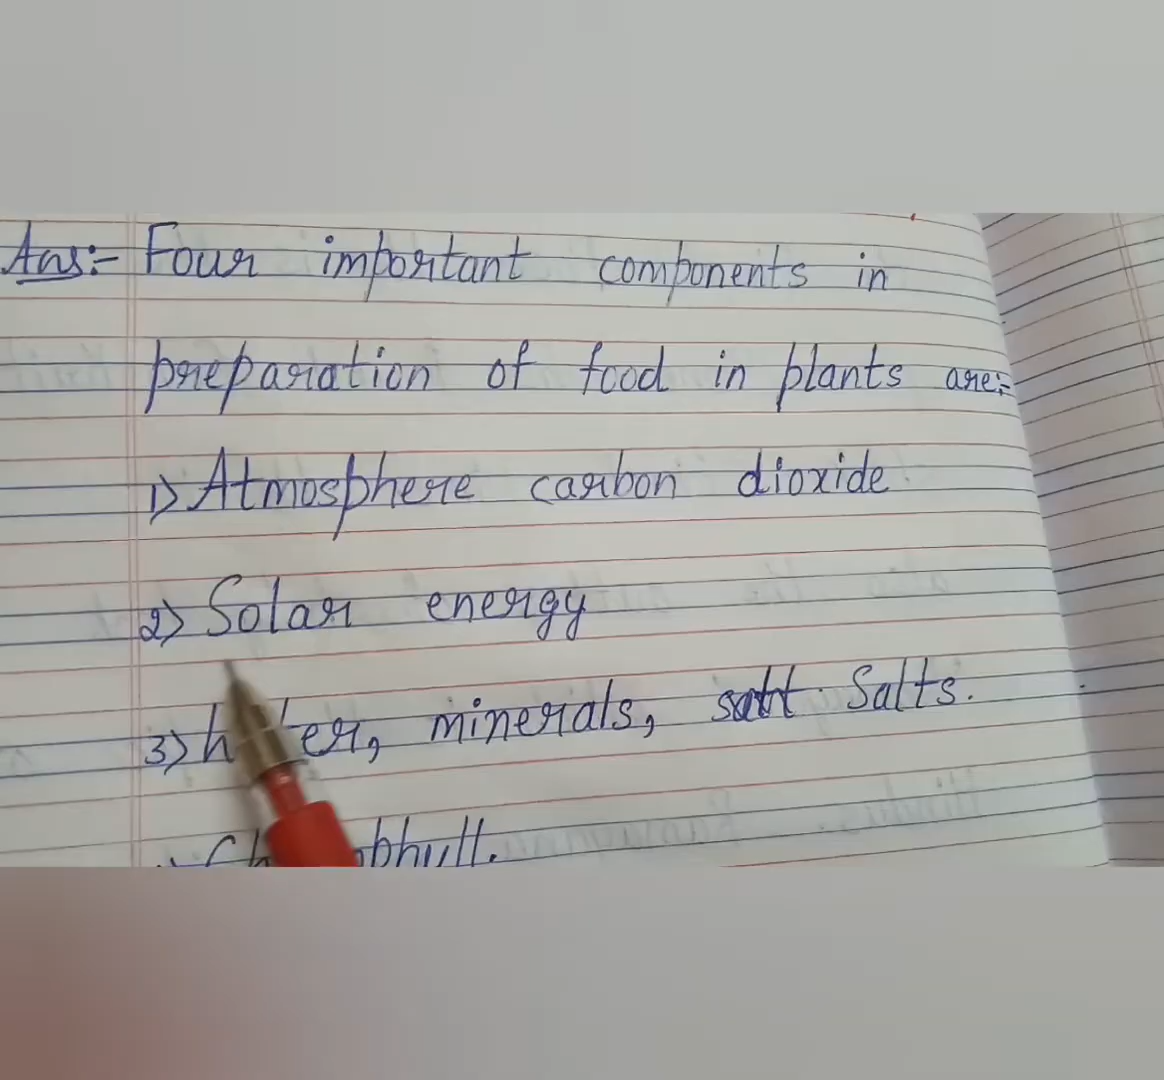 Ans:- Four important components in
preparation of food in plants are:-
1) Atmosphere carbon dioxide
2) Solar energy
3) minerals, Salts.